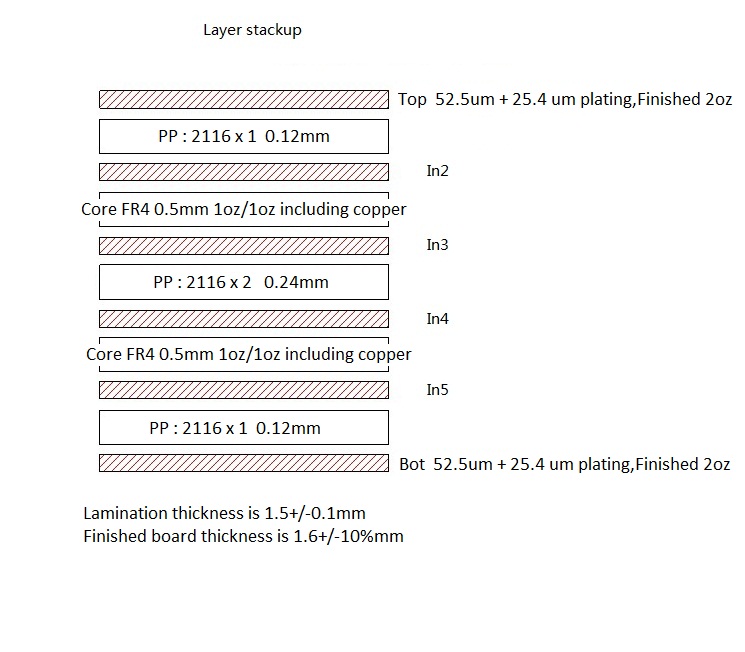 Layer stackup
Top 52.5um + 25.4 um plating,Finished 2oz
PP : 2116 x 1 0.12mm
In2
Core FR4 0.5mm 1oz/1oz including copper
In3
PP : 2116 x 2 0.24mm
In4
Core FR4 0.5mm 1oz/1oz including copper
In5
PP : 2116 x 1 0.12mm
Bot 52.5um + 25.4 um plating,Finished 2oz
Lamination thickness is 1.5+/-0.1mm
Finished board thickness is 1.6+/-10%mm